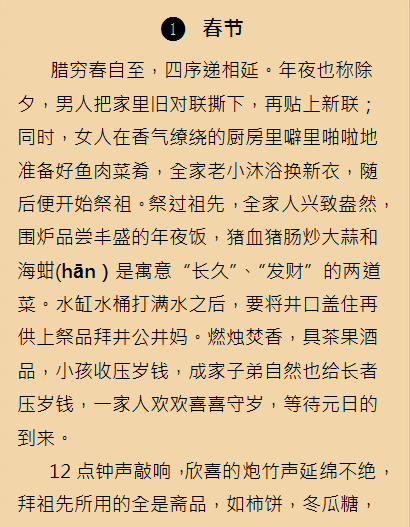 ❶ 春节
腊穷春自至，四序递相延。年夜也称除
夕，男人把家里旧对联撕下，再贴上新联；
同时，女人在香气缭绕的厨房里噼里啪啦地
准备好鱼肉菜肴，全家老小沐浴换新衣，随
后便开始祭祖。祭过祖先，全家人兴致盎然，
围炉品尝丰盛的年夜饭，猪血猪肠炒大蒜和
海蚶(hān ) 是寓意“长久”、“发财” 的两道
菜。水缸水桶打满水之后，要将井口盖住再
供上祭品拜井公井妈。燃烛焚香，具茶果酒
品，小孩收压岁钱，成家子弟自然也给长者
压岁钱，一家人欢欢喜喜守岁，等待元日的
到来。
12 点钟声敲响，欣喜的炮竹声延绵不绝，
拜祖先所用的全是斋品，如柿饼，冬瓜糖，